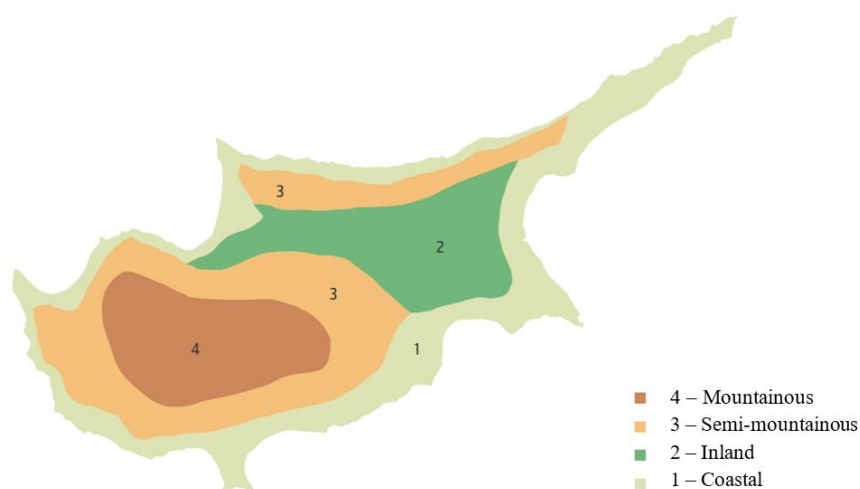 3
2
3
4
1
4 – Mountainous
3 – Semi-mountainous
2 – Inland
1 – Coastal